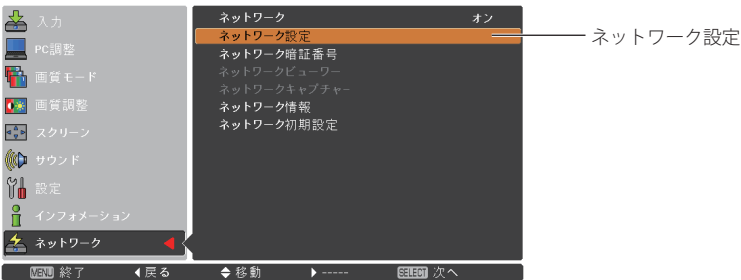 入力
PC調整
画質モード
画質調整
スクリーン
サウンド
設定
インフォメーション
ネットワーク
ネットワーク オン
ネットワーク設定
ネットワーク暗証番号
ネットワークビューワー
ネットワークキャプチャー
ネットワーク情報
ネットワーク初期設定
ネットワーク設定
MENU 終了 戻る 移動 ----- SELECT 次へ